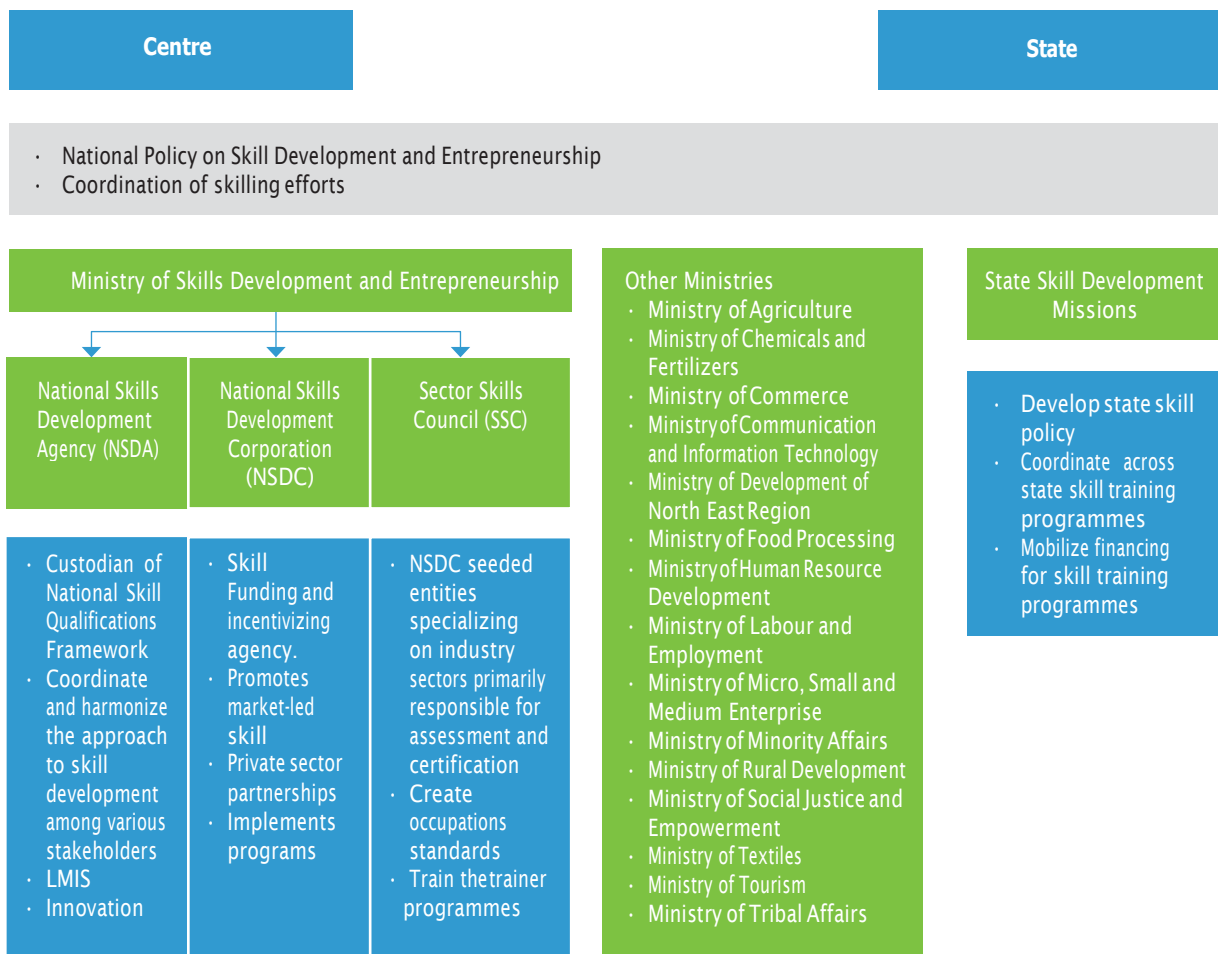 Centre
State
· National Policy on Skill Development and Entrepreneurship
· Coordination of skilling efforts
Ministry of Skills Development and Entrepreneurship
National Skills
Development
Agency (NSDA)
· Custodian of
National Skill
Qualifications
Framework
· Coordinate
and harmonize
the approach
to skill
development
among various
stakeholders
· LMIS
· Innovation
National Skills
Development
Corporation
(NSDC)
· Skill
Funding and
incentivizing
agency.
· Promotes
market-led
skill
· Private sector
partnerships
· Implements
programs
Sector Skills
Council (SSC)
· NSDC seeded
entities
specializing
on industry
sectors primarily
responsible for
assessment and
certification
· Create
occupations
standards
· Train thetrainer
programmes
Other Ministries
· Ministry of Agriculture
· Ministry of Chemicals and
Fertilizers
· Ministry of Commerce
· Ministry of Communication
and Information Technology
· Ministry of Development of
North East Region
· Ministry of Food Processing
· Ministry of Human Resource
Development
· Ministry of Labour and
Employment
· Ministry of Micro, Small and
Medium Enterprise
· Ministry of Minority Affairs
· Ministry of Rural Development
· Ministry of Social Justice and
Empowerment
· Ministry of Textiles
· Ministry of Tourism
· Ministry of Tribal Affairs
State Skill Development
Missions
· Develop state skill
policy
· Coordinate across
state skill training
programmes
· Mobilize financing
for skill training
programmes